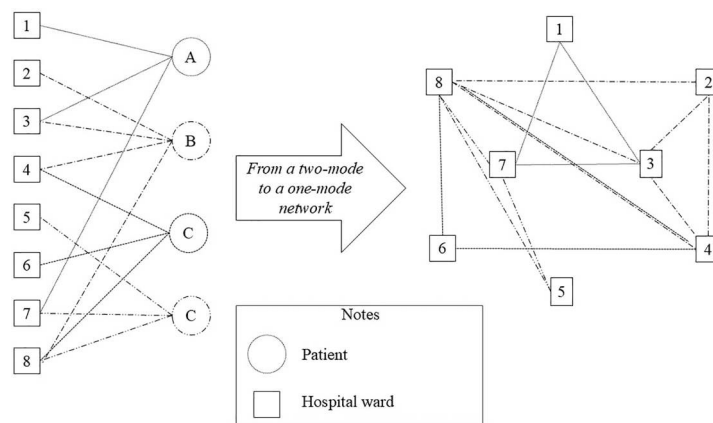 1
2
3
4
5
6
7
8
A
B
C
C
From a two-mode
to a one-mode
network
1
8
2
7
3
6
4
5
Notes
Patient
Hospital ward